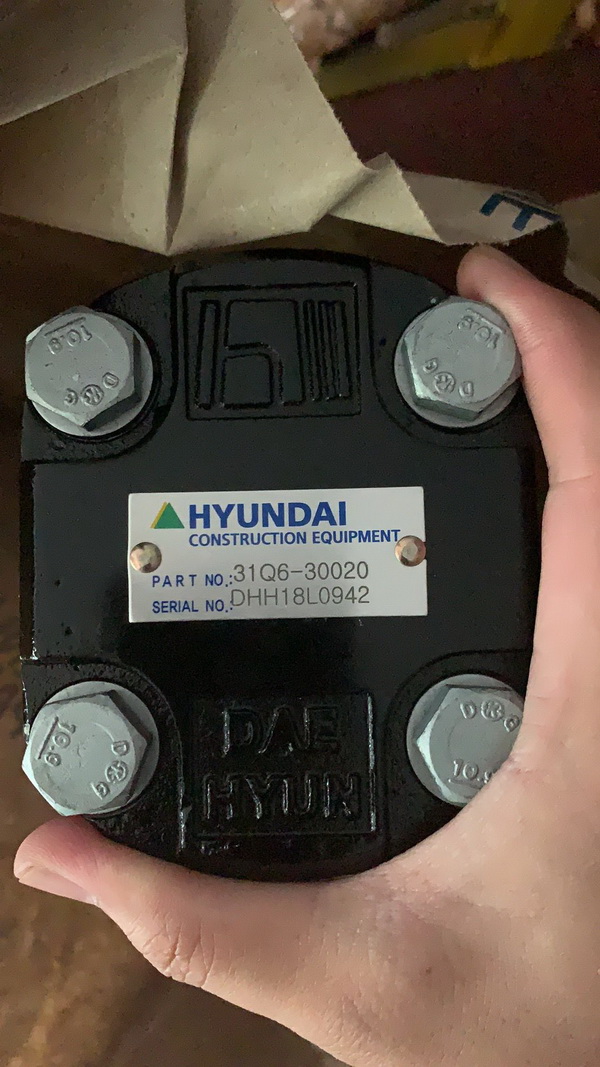 10.9
10.9
HYUNDAI
CONSTRUCTION EQUIPMENT
PART NO.:31Q6-30020
SERIAL NO.:DHH18L0942
DAE
HYUN
10.9
10.9